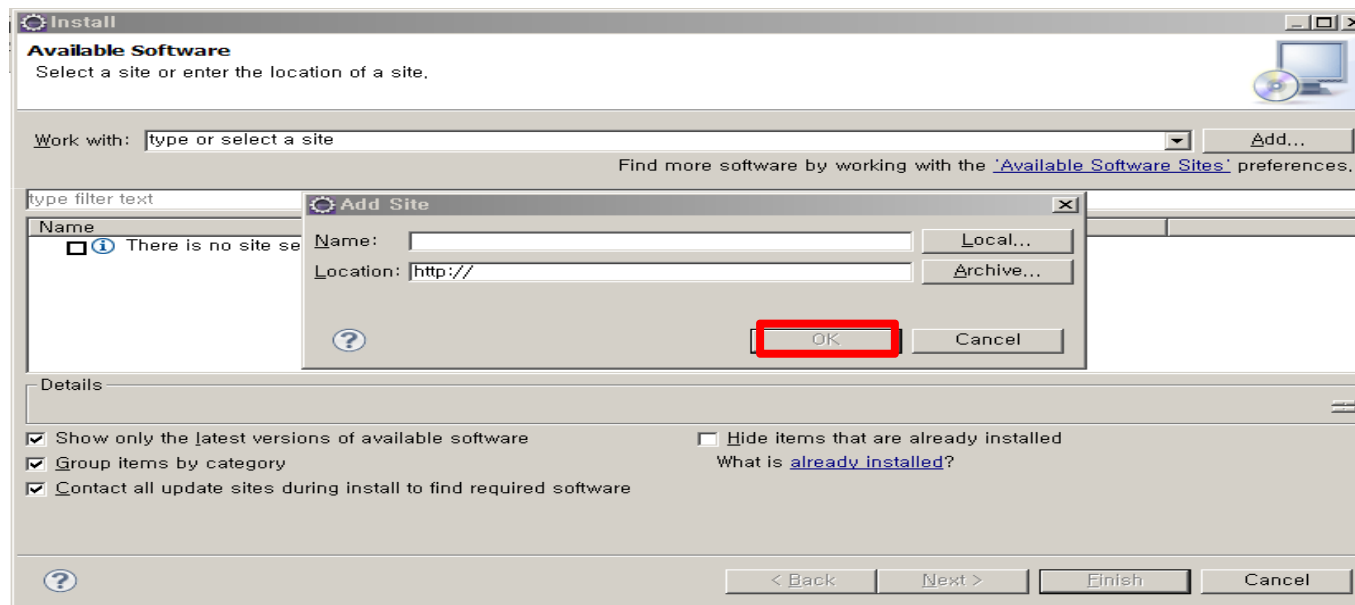 Install
Available Software
Select a site or enter the location of a site.
Work with: type or select a site Add...
Find more software by working with the 'Available Software Sites' preferences.
type filter text
Name
There is no site se
Add Site
Name: Local...
Location: http:// Archive...
OK Cancel
Details
Show only the latest versions of available software
Hide items that are already installed
Group items by category
What is already installed?
Contact all update sites during install to find required software
< Back Next > Finish Cancel